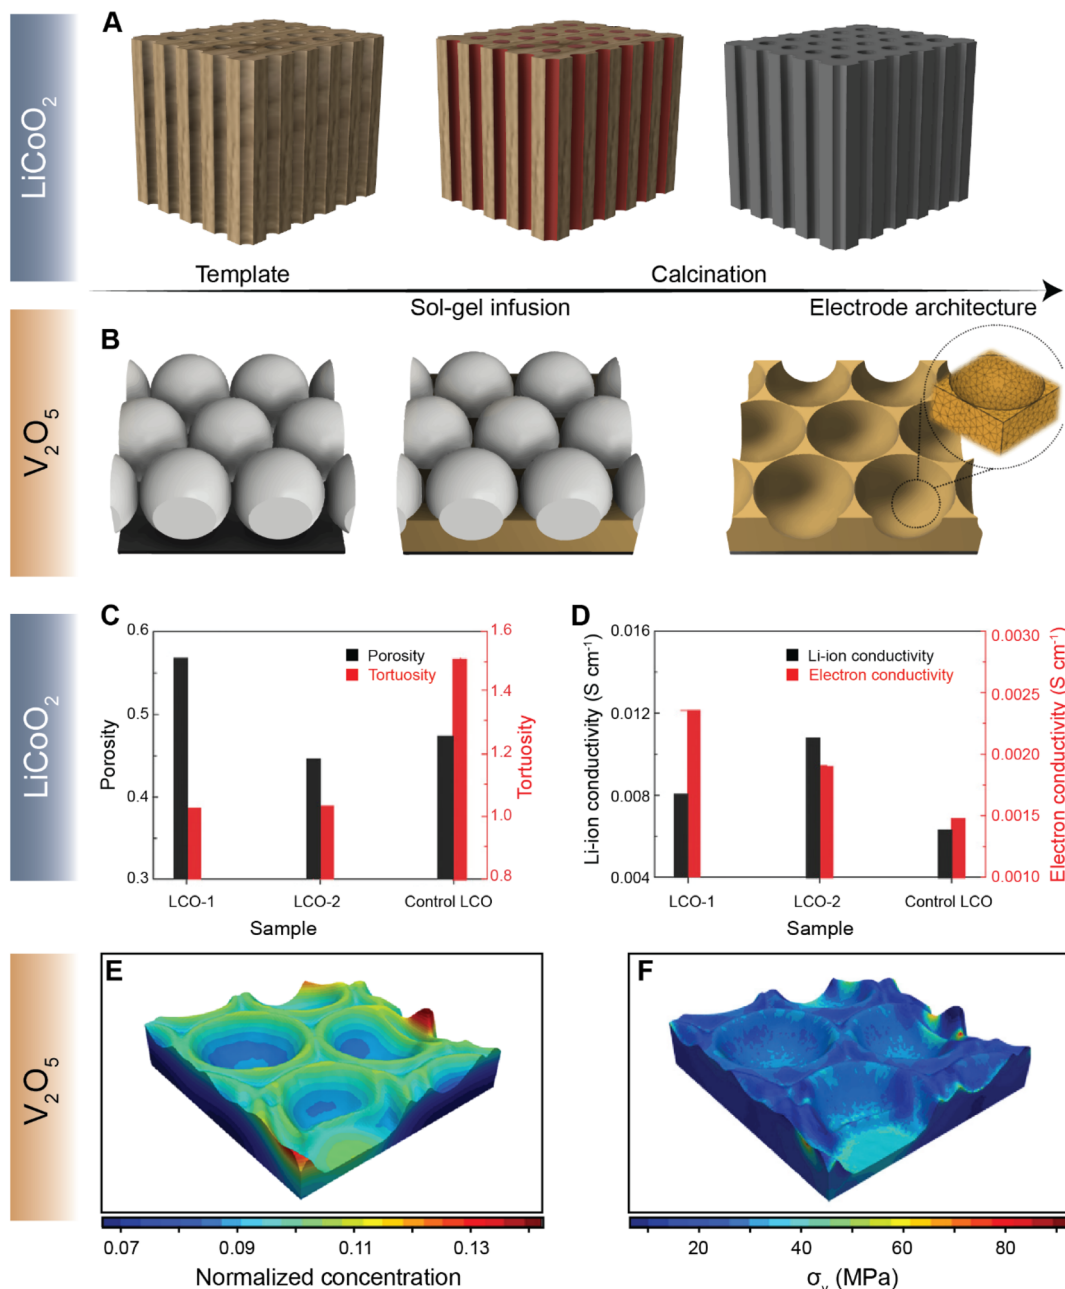 LiCoO2
A
Template
Calcination
Sol-gel infusion
Electrode architecture
V2O5
B
LiCoO2
C
0.6
0.5
0.4
0.3
Porosity
Porosity
Tortuosity
1.6
1.4
1.2
1.0
0.8
Tortuosity
LCO-1
LCO-2
Control LCO
Sample
D
0.016
0.012
0.008
0.004
Li-ion conductivity (S cm⁻¹)
Li-ion conductivity
Electron conductivity
0.0030
0.0025
0.0020
0.0015
0.0010
Electron conductivity (S cm⁻¹)
LCO-1
LCO-2
Control LCO
Sample
V2O5
E
0.07 0.09 0.11 0.13
Normalized concentration
F
20 40 60 80
σv (MPa)